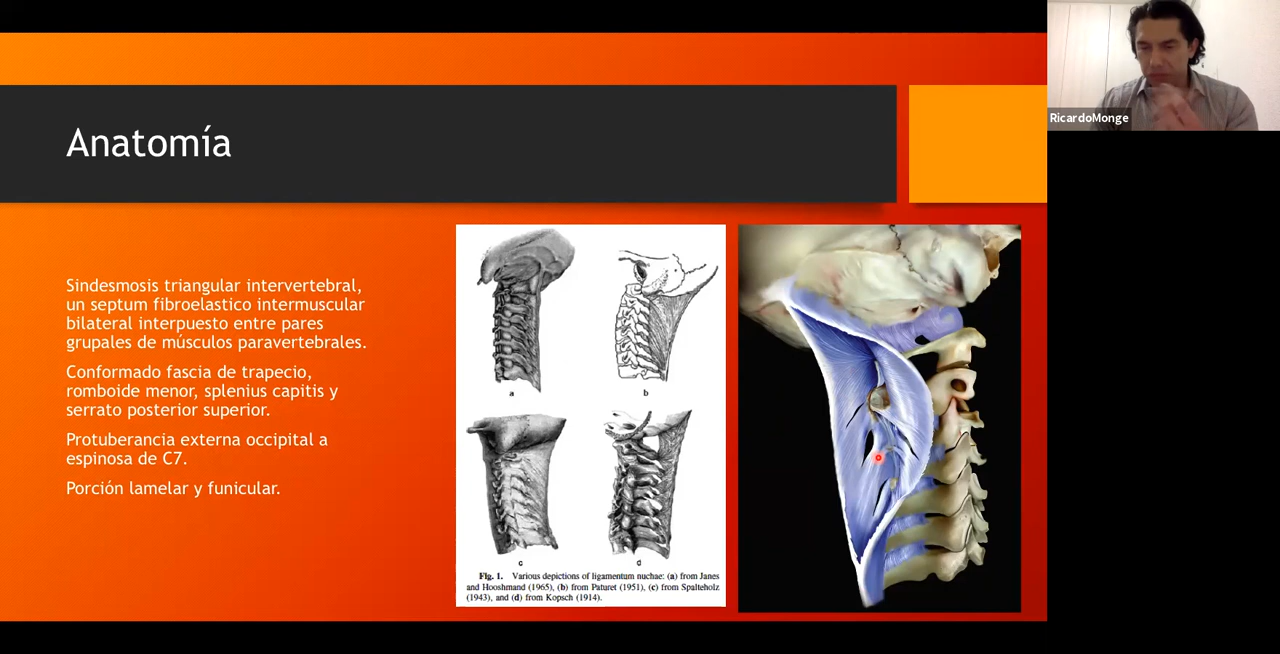 Anatomía
RicardoMonge
Sindesmosis triangular intervertebral,
un septum fibroelastico intermuscular
bilateral interpuesto entre pares
grupales de músculos paravertebrales.
Conformado fascia de trapecio,
romboide menor, splenius capitis y
serrato posterior superior.
Protuberancia externa occipital a
espinosa de C7.
Porción lamelar y funicular.
a
b
c
d
Fig. 1. Various depictions of ligamentum nuchae: (a) from Janes
and Hooshmand (1965), (b) from Paturet (1951), (c) from Spalteholz
(1943), and (d) from Kopsch (1914).